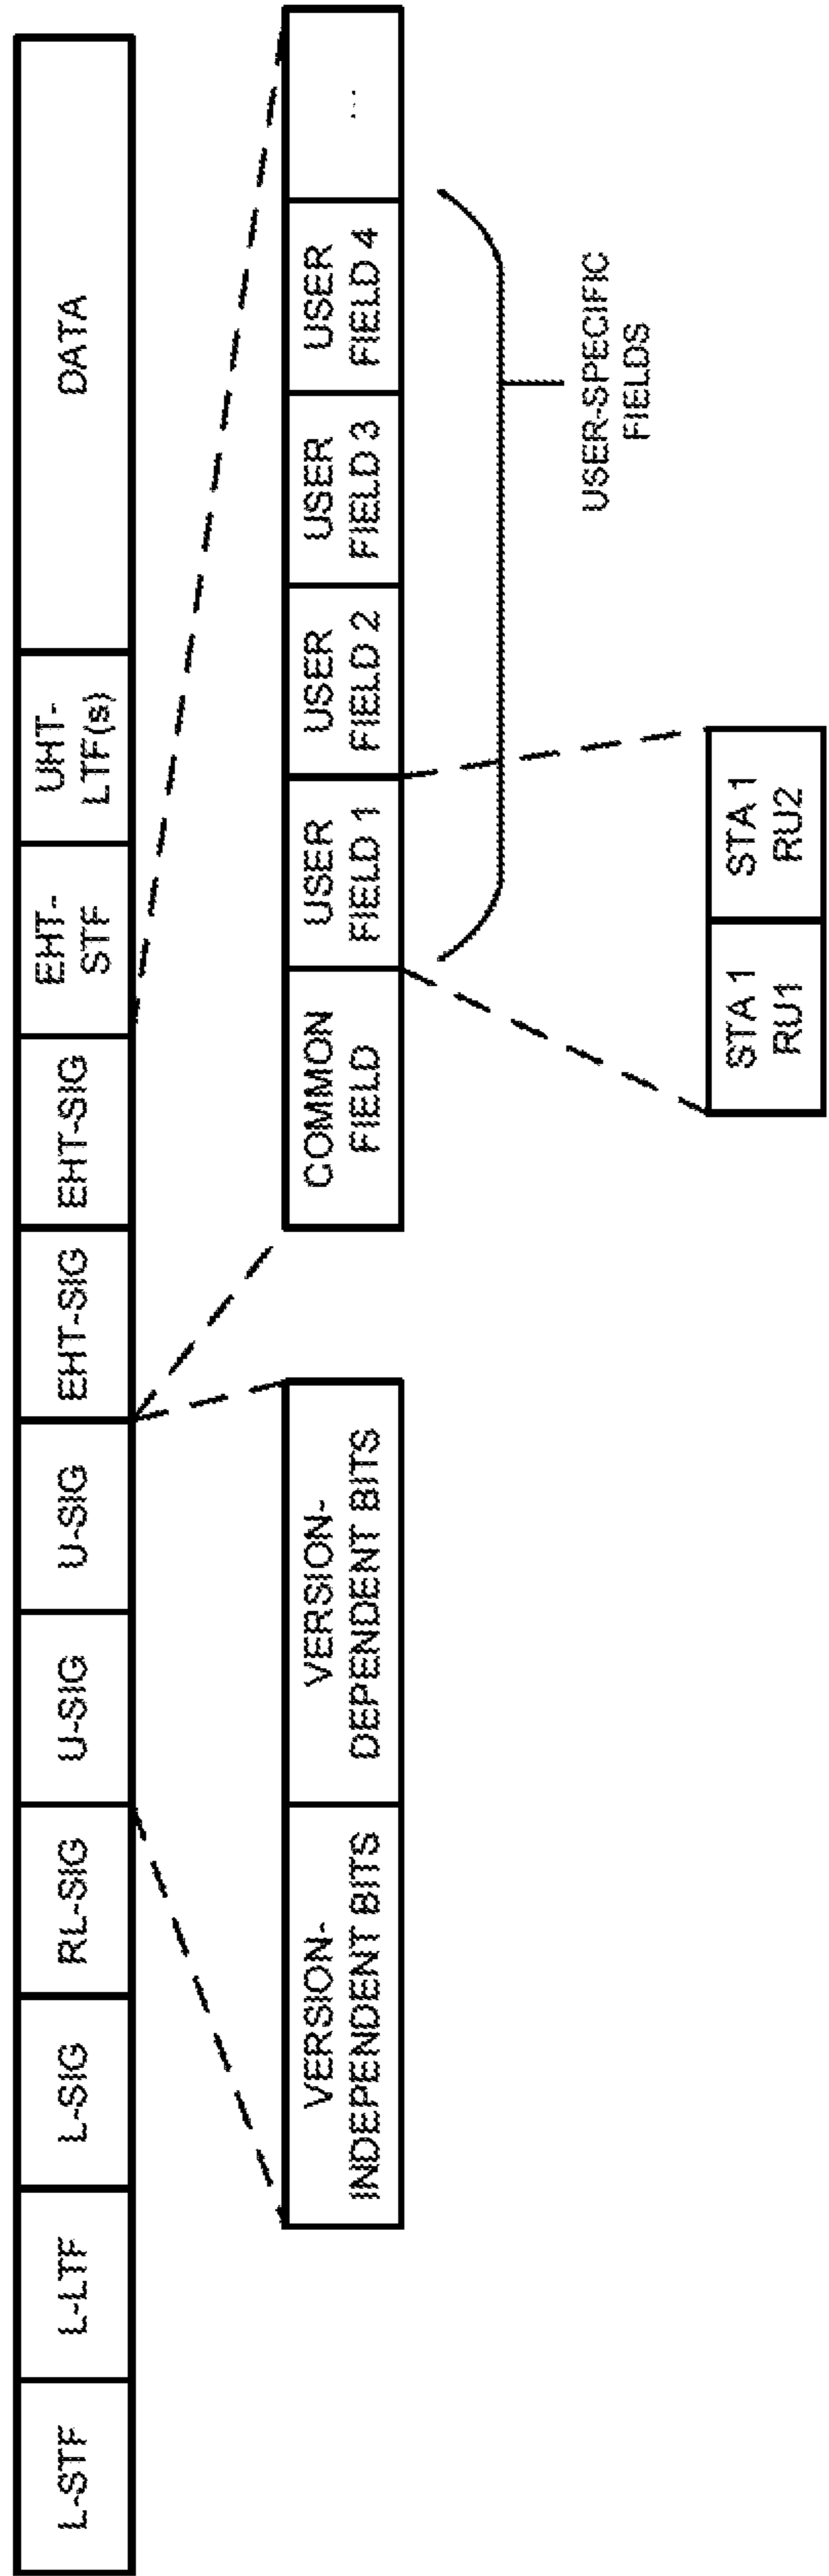 L-STF
L-LTF
L-SIG
RL-SIG
U-SIG
U-SIG
EHT-SIG
EHT-SIG
EHT-
STF
UHT-
LTF(s)
DATA
VERSION-
INDEPENDENT BITS
VERSION-
DEPENDENT BITS
COMMON
FIELD
USER
FIELD 1
USER
FIELD 2
USER
FIELD 3
USER
FIELD 4
...
USER-SPECIFIC
FIELDS
STA 1
RU1
STA 1
RU2